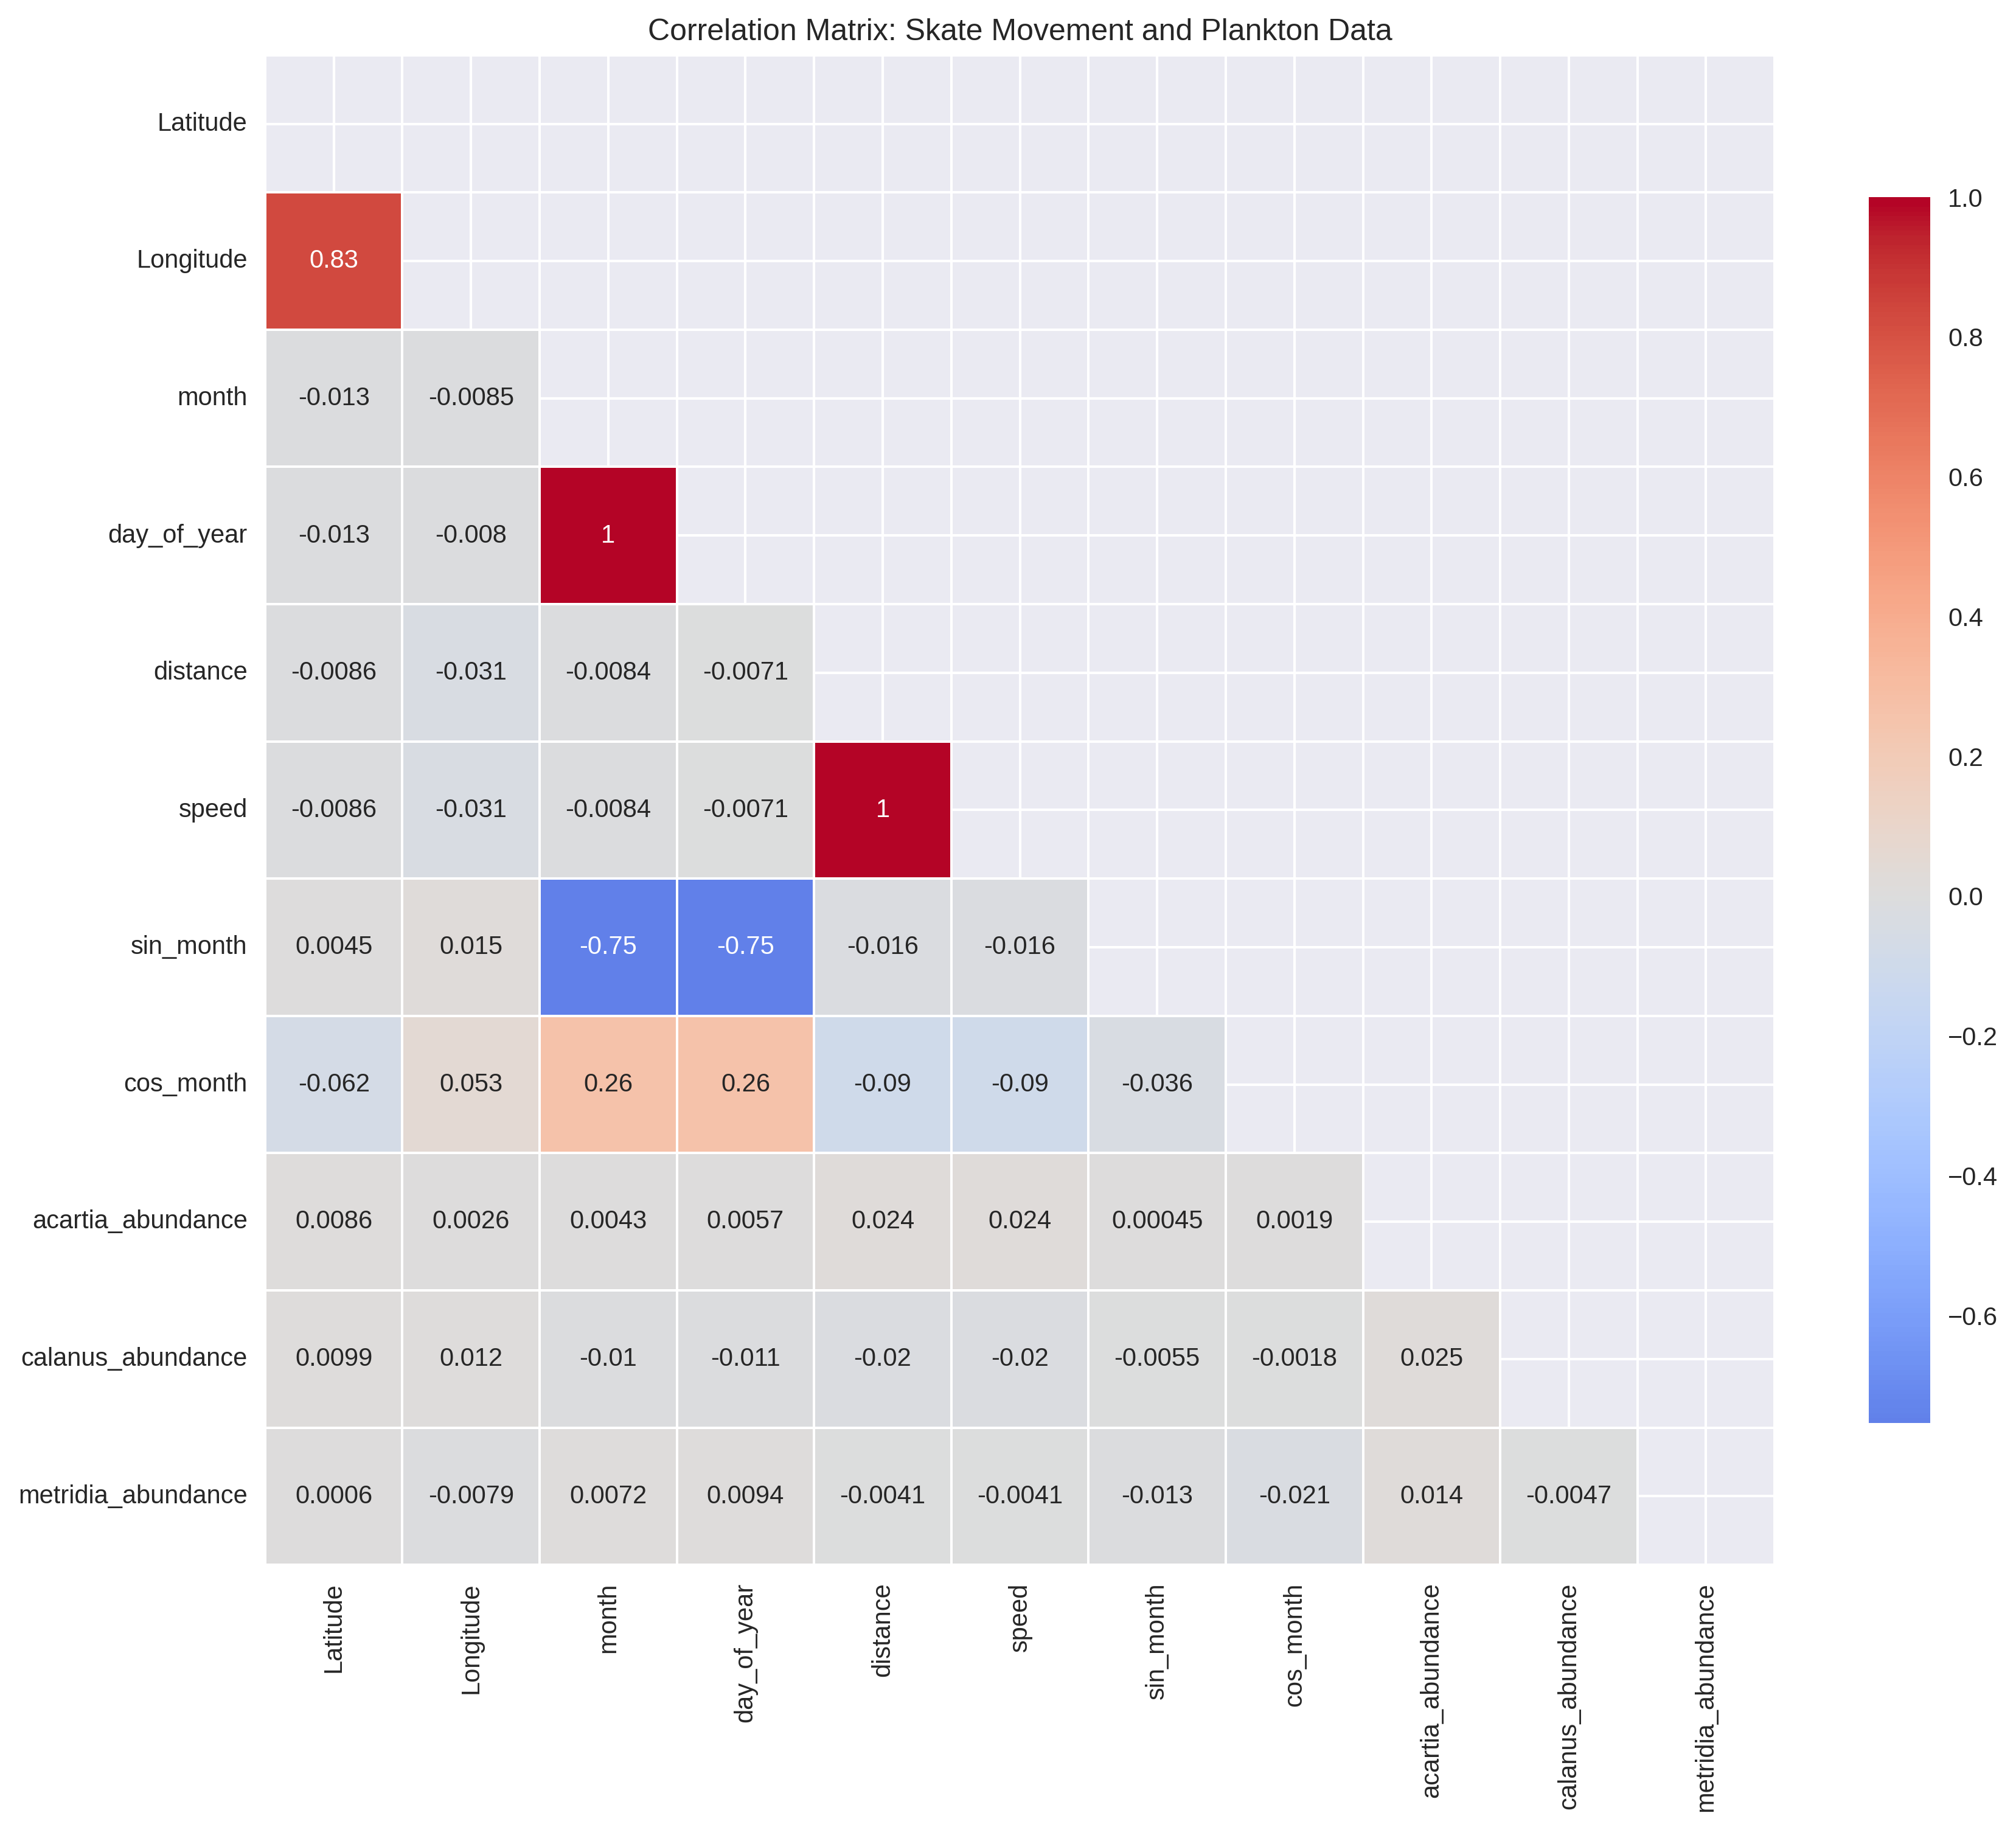 Correlation Matrix: Skate Movement and Plankton Data
Latitude
Longitude 0.83
month -0.013 -0.0085
day_of_year -0.013 -0.008 1
distance -0.0086 -0.031 -0.0084 -0.0071
speed -0.0086 -0.031 -0.0084 -0.0071 1
sin_month 0.0045 0.015 -0.75 -0.75 -0.016 -0.016
cos_month -0.062 0.053 0.26 0.26 -0.09 -0.09 -0.036
acartia_abundance 0.0086 0.0026 0.0043 0.0057 0.024 0.024 0.00045 0.0019
calanus_abundance 0.0099 0.012 -0.01 -0.011 -0.02 -0.02 -0.0055 -0.0018 0.025
metridia_abundance 0.0006 -0.0079 0.0072 0.0094 -0.0041 -0.0041 -0.013 -0.021 0.014 -0.0047
Latitude
Longitude
month
day_of_year
distance
speed
sin_month
cos_month
acartia_abundance
calanus_abundance
metridia_abundance
1.0
0.8
0.6
0.4
0.2
0.0
−0.2
−0.4
−0.6